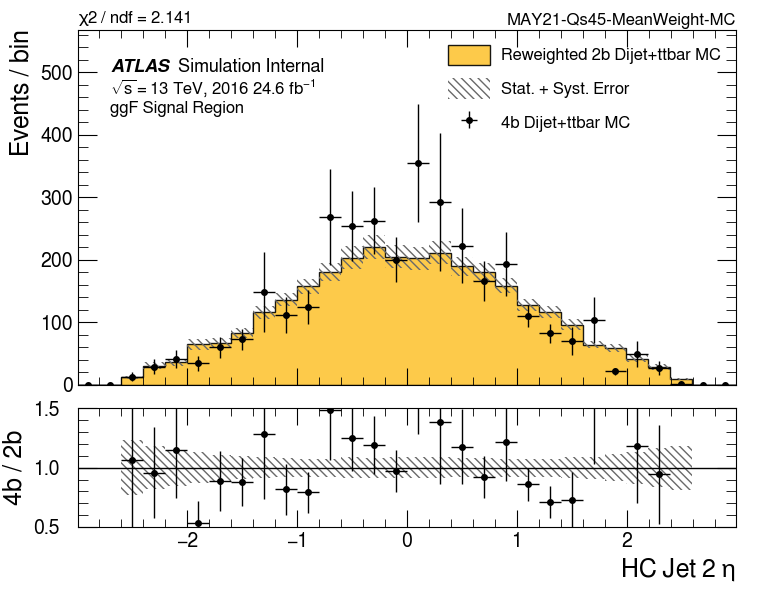 χ2 / ndf = 2.141
MAY21-Qs45-MeanWeight-MC
Events / bin
ATLAS Simulation Internal
√s = 13 TeV, 2016 24.6 fb⁻¹
ggF Signal Region
Reweighted 2b Dijet+ttbar MC
Stat. + Syst. Error
4b Dijet+ttbar MC
500
400
300
200
100
0
4b / 2b
1.5
1.0
0.5
−2 −1 0 1 2
HC Jet 2 η